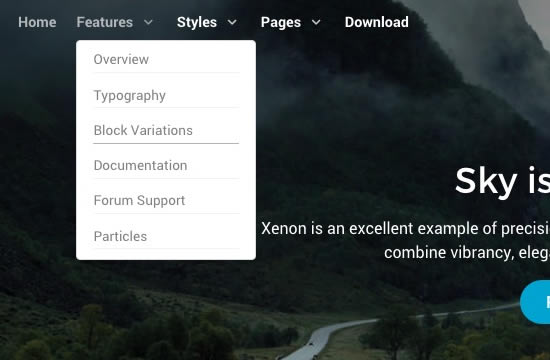 Home Features Styles Pages Download
Overview
Typography
Block Variations
Documentation
Forum Support
Particles
Sky is
Xenon is an excellent example of precisi
combine vibrancy, eleg